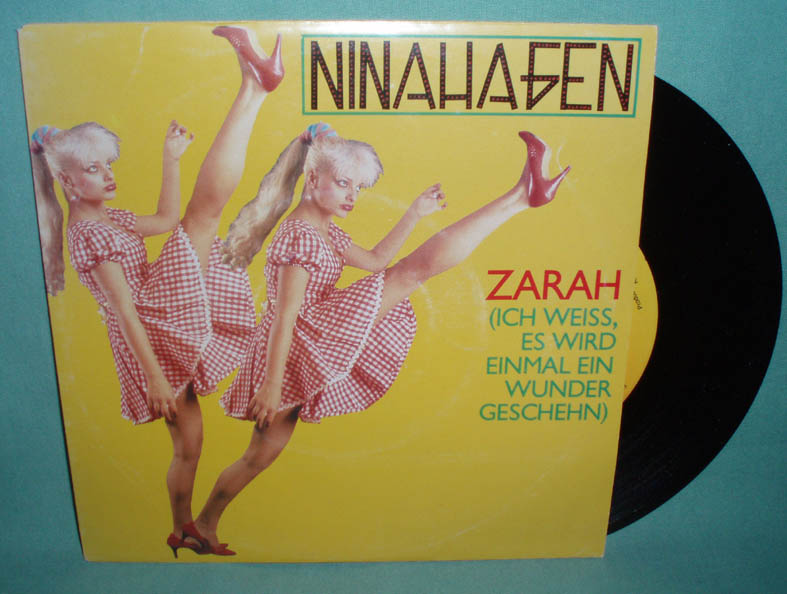 NINAHAGEN
ZARAH
(ICH WEISS,
ES WIRD
EINMAL EIN
WUNDER
GESCHEHN)